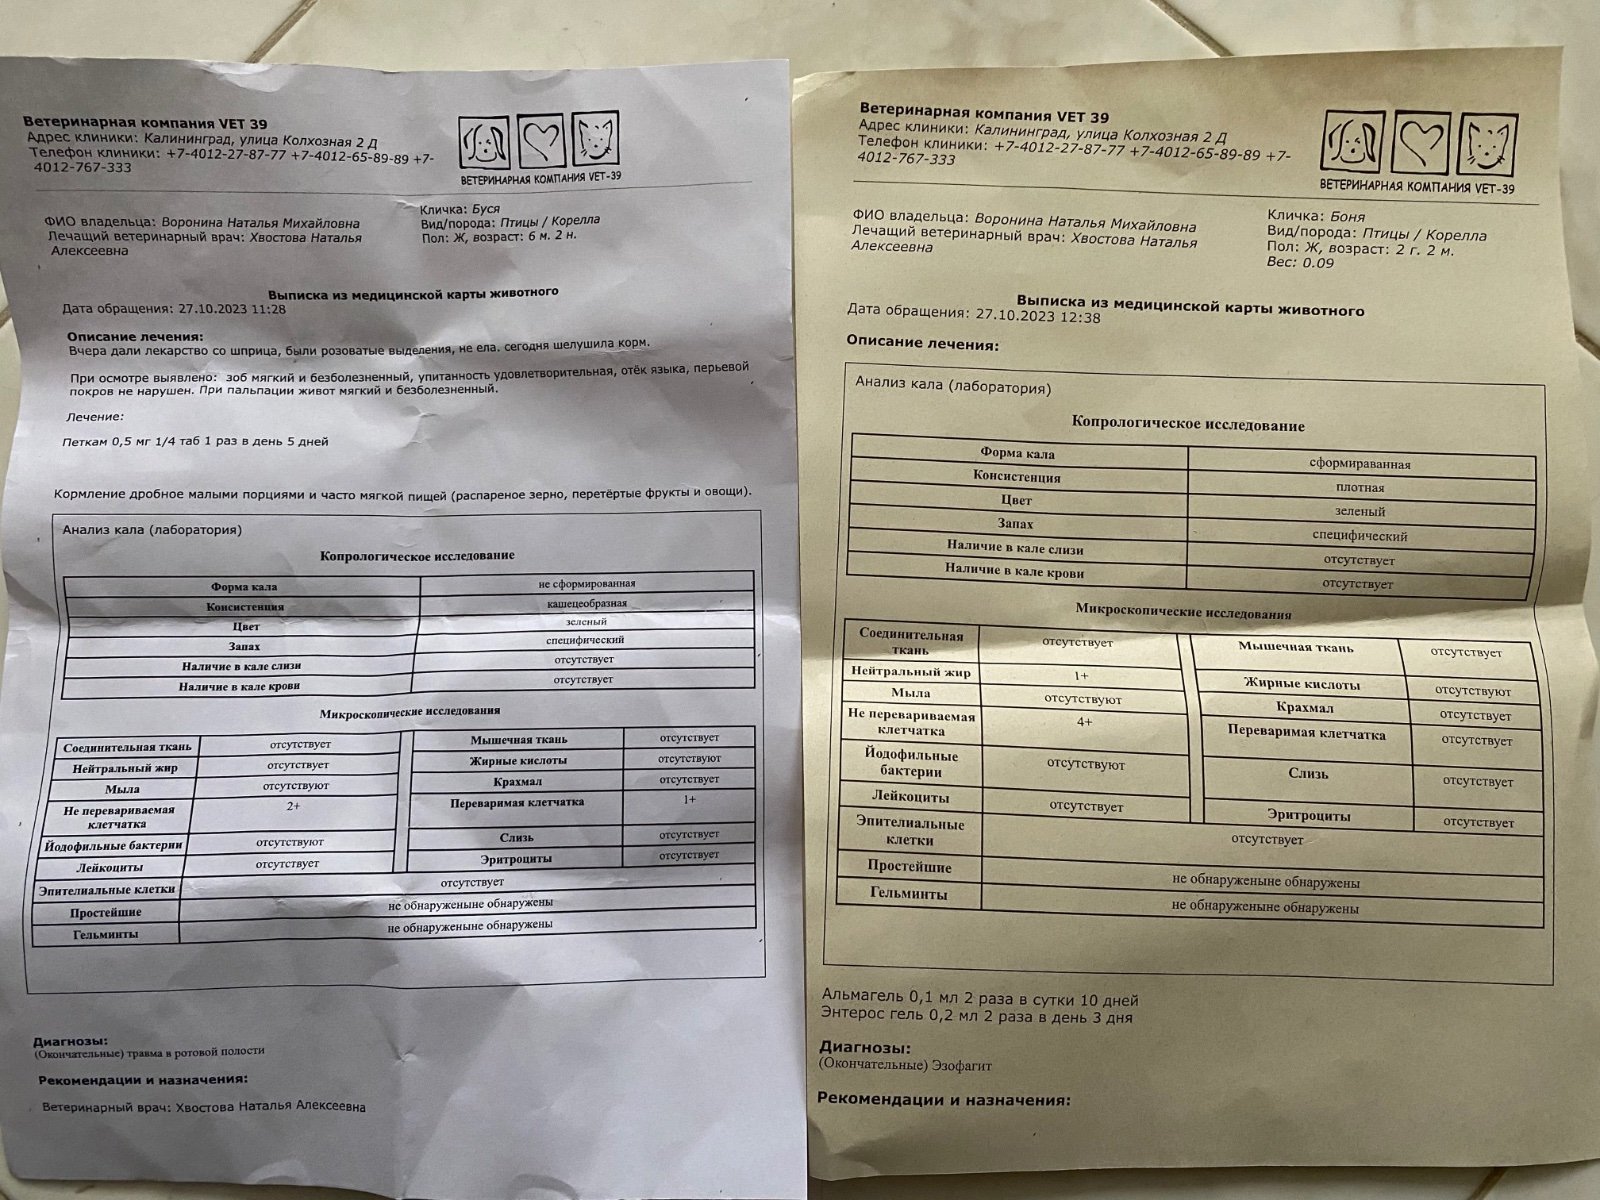 Ветеринарная компания VET 39
Адрес клиники: Калининград, улица Колхозная 2 Д
Телефон клиники: +7-4012-27-87-77 +7-4012-65-89-89 +7-
4012-767-333
ВЕТЕРИНАРНАЯ КОМПАНИЯ VET-39
ФИО владельца: Воронина Наталья Михайловна
Лечащий ветеринарный врач: Хвостова Наталья
Алексеевна
Кличка: Буся
Вид/порода: Птицы / Корелла
Пол: Ж, возраст: 6 м. 2 н.
Выписка из медицинской карты животного
Дата обращения: 27.10.2023 11:28
Описание лечения:
Вчера дали лекарство со шприца, были розоватые выделения, не ела. сегодня шелушила корм.
При осмотре выявлено: зоб мягкий и безболезненный, упитанность удовлетворительная, отёк языка, перьевой
покров не нарушен. При пальпации живот мягкий и безболезненный.
Лечение:
Петкам 0,5 мг 1/4 таб 1 раз в день 5 дней
Кормление дробное малыми порциями и часто мягкой пищей (распареное зерно, перетёртые фрукты и овощи).
Анализ кала (лаборатория)
Копрологическое исследование
Форма кала не сформированная
Консистенция кашецеобразная
Цвет зеленый
Запах специфический
Наличие в кале слизи отсутствует
Наличие в кале крови отсутствует
Микроскопические исследования
Соединительная ткань отсутствует Мышечная ткань отсутствует
Нейтральный жир отсутствует Жирные кислоты отсутствуют
Мыла отсутствуют Крахмал отсутствует
Не перевариваемая клетчатка 2+ Переваримая клетчатка 1+
Йодофильные бактерии отсутствуют Слизь отсутствует
Лейкоциты отсутствует Эритроциты отсутствует
Эпителиальные клетки отсутствует
Простейшие не обнаруженыне обнаружены
Гельминты не обнаруженыне обнаружены
Диагнозы:
(Окончательные) травма в ротовой полости
Рекомендации и назначения:
Ветеринарный врач: Хвостова Наталья Алексеевна
Ветеринарная компания VET 39
Адрес клиники: Калининград, улица Колхозная 2 Д
Телефон клиники: +7-4012-27-87-77 +7-4012-65-89-89 +7-
4012-767-333
ВЕТЕРИНАРНАЯ КОМПАНИЯ VET-39
ФИО владельца: Воронина Наталья Михайловна
Лечащий ветеринарный врач: Хвостова Наталья
Алексеевна
Кличка: Боня
Вид/порода: Птицы / Корелла
Пол: Ж, возраст: 2 г. 2 м.
Вес: 0.09
Выписка из медицинской карты животного
Дата обращения: 27.10.2023 12:38
Описание лечения:
Анализ кала (лаборатория)
Копрологическое исследование
Форма кала сформираванная
Консистенция плотная
Цвет зеленый
Запах специфический
Наличие в кале слизи отсутствует
Наличие в кале крови отсутствует
Микроскопические исследования
Соединительная ткань отсутствует Мышечная ткань отсутствует
Нейтральный жир 1+ Жирные кислоты отсутствуют
Мыла отсутствуют Крахмал отсутствует
Не перевариваемая клетчатка 4+ Переваримая клетчатка отсутствует
Йодофильные бактерии отсутствуют Слизь отсутствует
Лейкоциты отсутствует Эритроциты отсутствует
Эпителиальные клетки отсутствует
Простейшие не обнаруженыне обнаружены
Гельминты не обнаруженыне обнаружены
Альмагель 0,1 мл 2 раза в сутки 10 дней
Энтерос гель 0,2 мл 2 раза в день 3 дня
Диагнозы:
(Окончательные) Эзофагит
Рекомендации и назначения: